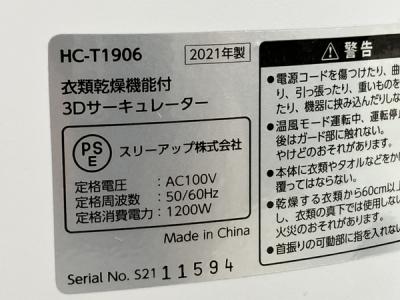 HC-T1906 2021年製
衣類乾燥機能付
3Dサーキュレーター
PS
E
スリーアップ株式会社
定格電圧 : AC100V
定格周波数 : 50/60Hz
定格消費電力 : 1200W
Made in China
Serial No. S21 11594
警告
●電源コードを傷つけたり、曲
り、引っ張ったり、重いものを
たり、機器に挟み込んだりしな
●温風モード運転中、運転停
後はガード部に触れない。
やけどのおそれがあります。
●本体に衣類やタオルなどをか
覆ってはならない。
●乾燥する衣類から60cm以上
し、衣類の真下では使用しない
火災のおそれがあります。
●首振りの可動部に指を入れない